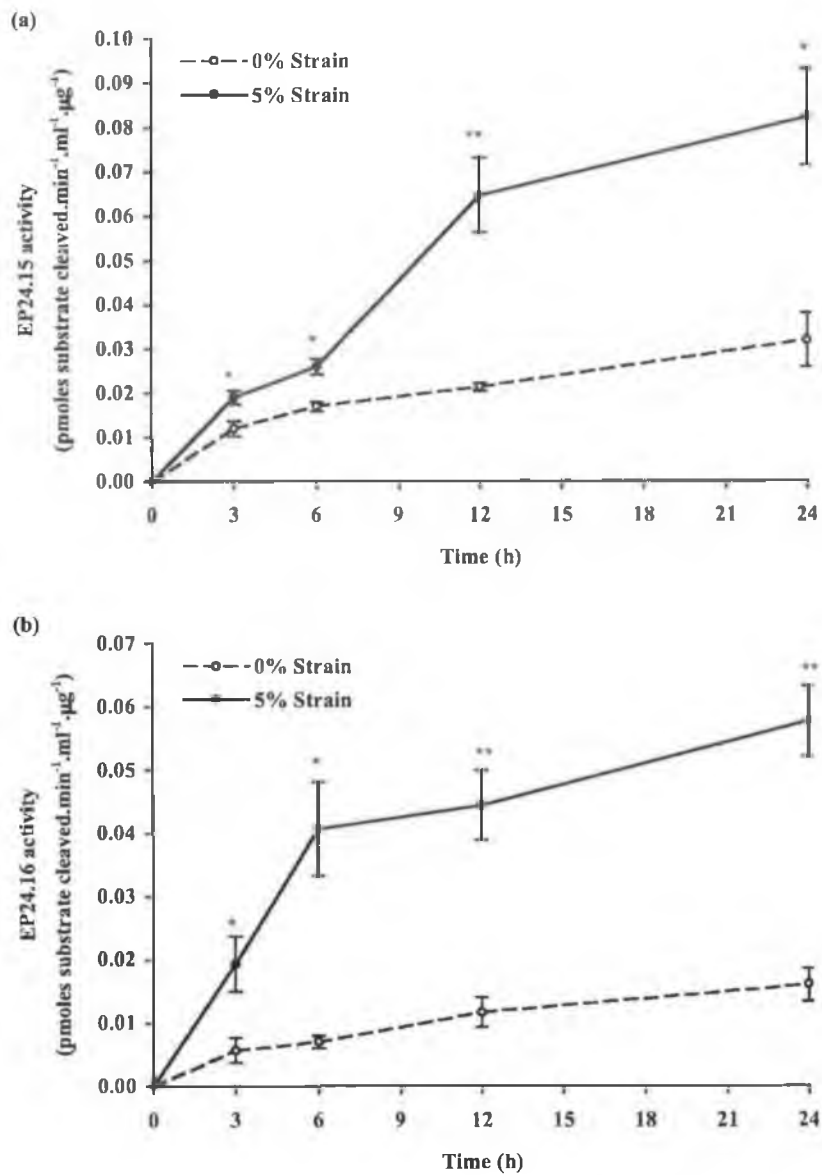 (a)
0.10
0.09
0.08
0.07
0.06
0.05
0.04
0.03
0.02
0.01
0.00
EP24.15 activity
(pmoles substrate cleaved.min⁻¹.ml⁻¹.µg⁻¹)
0% Strain
5% Strain
*
*
**
*
0 3 6 9 12 15 18 21 24
Time (h)
(b)
0.07
0.06
0.05
0.04
0.03
0.02
0.01
0.00
EP24.16 activity
(pmoles substrate cleaved.min⁻¹.ml⁻¹.µg⁻¹)
0% Strain
5% Strain
*
*
**
**
0 3 6 9 12 15 18 21 24
Time (h)